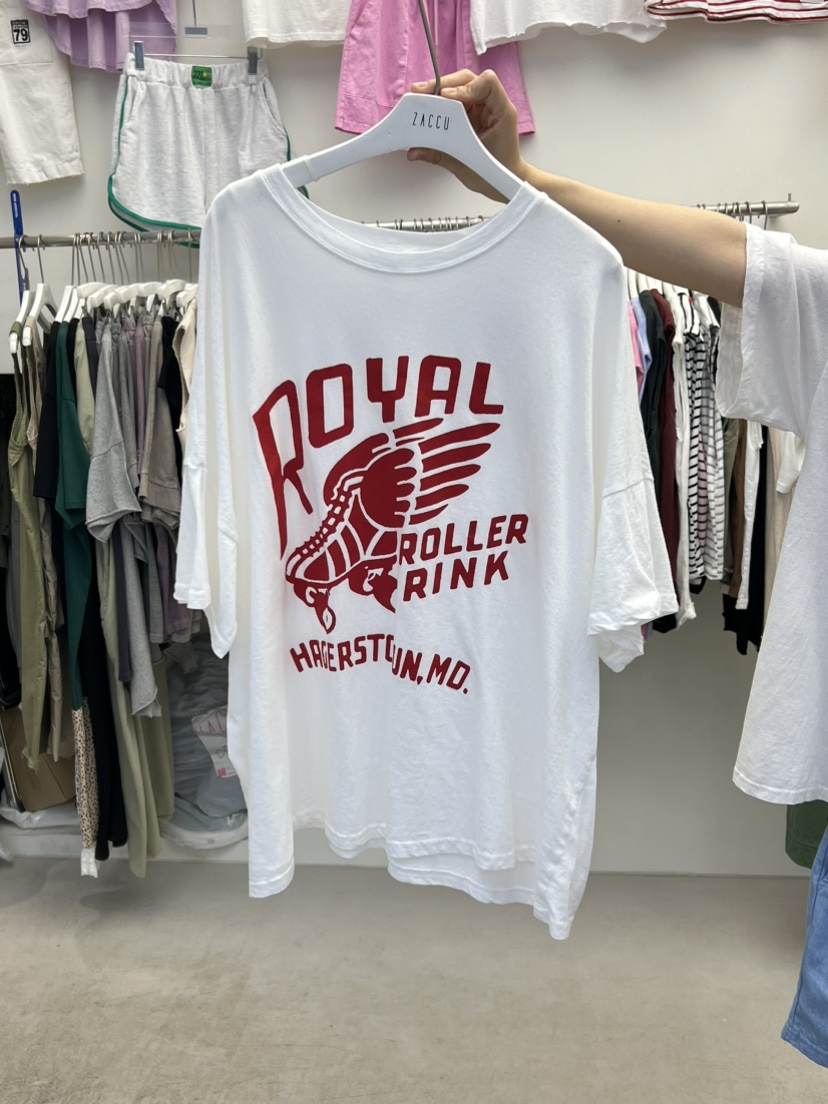 79
ZACCU
ROYAL
ROLLER
RINK
HAGERSTOWN, MD.